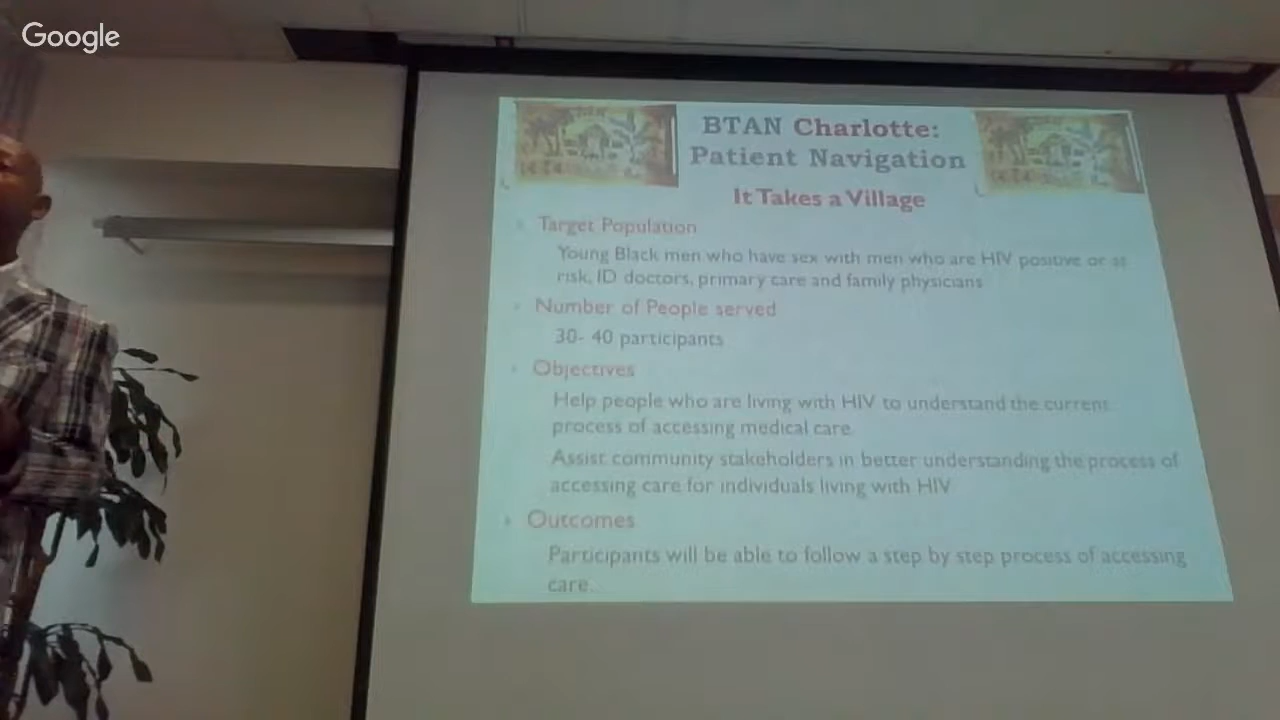 Google
BTAN Charlotte:
Patient Navigation
It Takes a Village
Target Population
Young Black men who have sex with men who are HIV positive or at
risk, ID doctors, primary care and family physicians
Number of People served
30- 40 participants
Objectives
Help people who are living with HIV to understand the current
process of accessing medical care
Assist community stakeholders in better understanding the process of
accessing care for individuals living with HIV
Outcomes
Participants will be able to follow a step by step process of accessing
care.